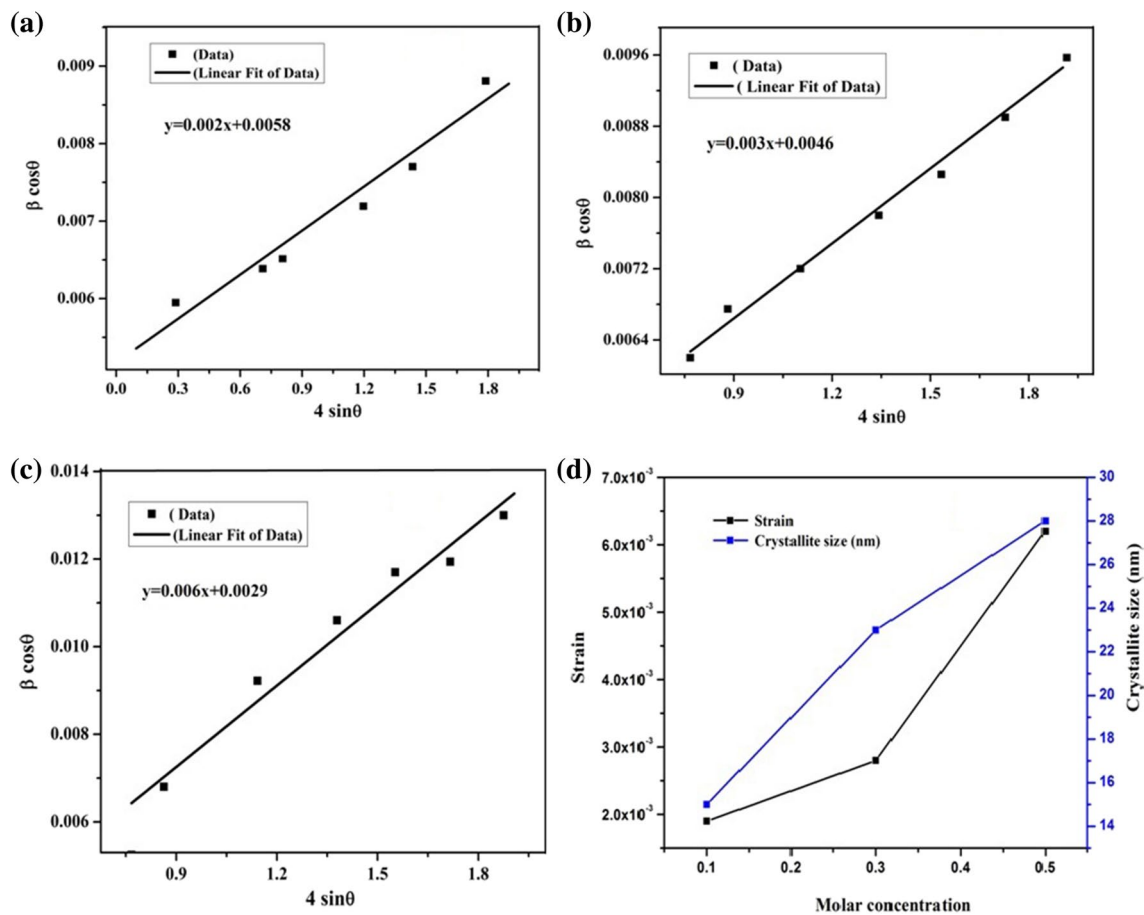 (a)
(Data)
(Linear Fit of Data)
y=0.002x+0.0058
0.009
0.008
0.007
0.006
β cosθ
0.0
0.3
0.6
0.9
1.2
1.5
1.8
4 sinθ
(b)
( Data)
( Linear Fit of Data)
y=0.003x+0.0046
0.0096
0.0088
0.0080
0.0072
0.0064
β cosθ
0.9
1.2
1.5
1.8
4 sinθ
(c)
( Data)
(Linear Fit of Data)
y=0.006x+0.0029
0.014
0.012
0.010
0.008
0.006
β cosθ
0.9
1.2
1.5
1.8
4 sinθ
(d)
Strain
Crystallite size (nm)
7.0x10⁻³
6.0x10⁻³
5.0x10⁻³
4.0x10⁻³
3.0x10⁻³
2.0x10⁻³
Strain
30
28
26
24
22
20
18
16
14
Crystallite size (nm)
0.1
0.2
0.3
0.4
0.5
Molar concentration